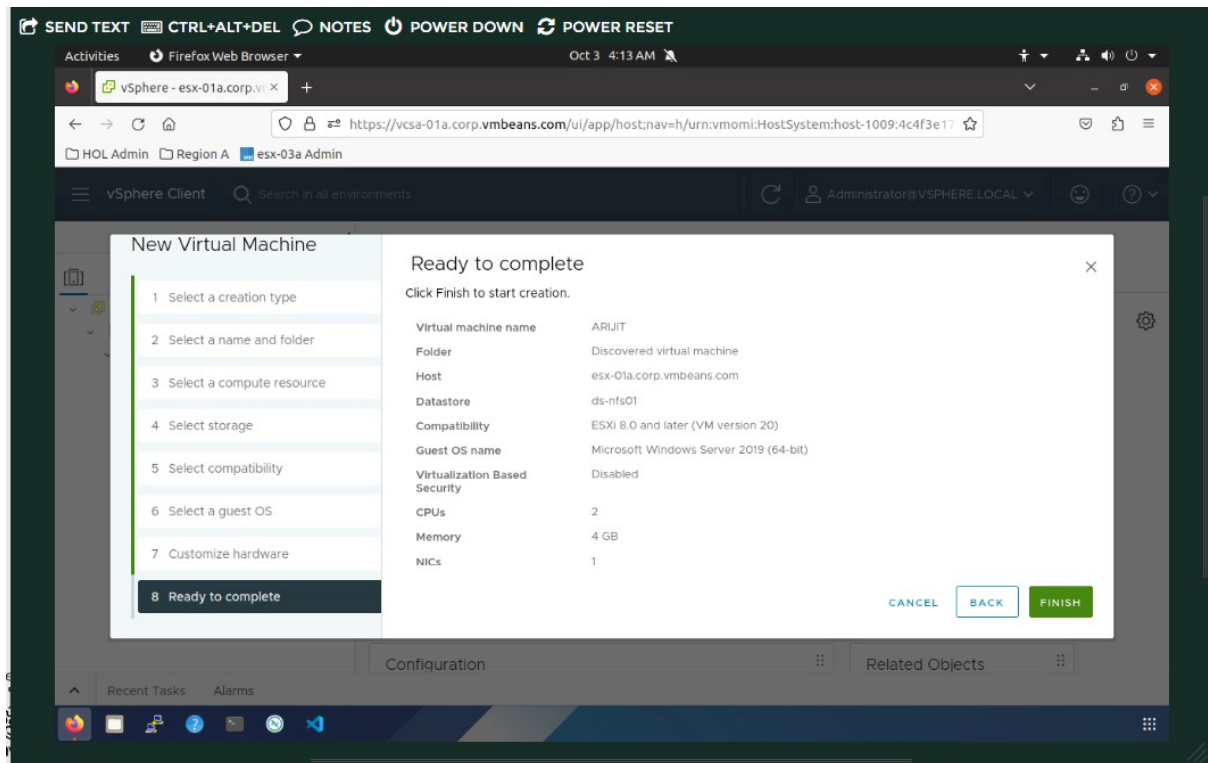 SEND TEXT CTRL+ALT+DEL NOTES POWER DOWN POWER RESET
Activities Firefox Web Browser Oct 3 4:13 AM
vSphere - esx-01a.corp.v
https://vcsa-01a.corp.vmbeans.com/ui/app/host;nav=h/urn:vmomi:HostSystem:host-1009:4c4f3e17
HOL Admin Region A esx-03a Admin
vSphere Client Search in all environments Administrator@VSPHERE.LOCAL
New Virtual Machine
1 Select a creation type
2 Select a name and folder
3 Select a compute resource
4 Select storage
5 Select compatibility
6 Select a guest OS
7 Customize hardware
8 Ready to complete
Ready to complete
Click Finish to start creation.
Virtual machine name ARIJIT
Folder Discovered virtual machine
Host esx-01a.corp.vmbeans.com
Datastore ds-nfs01
Compatibility ESXi 8.0 and later (VM version 20)
Guest OS name Microsoft Windows Server 2019 (64-bit)
Virtualization Based Disabled
Security
CPUs 2
Memory 4 GB
NICs 1
CANCEL BACK FINISH
Configuration Related Objects
Recent Tasks Alarms